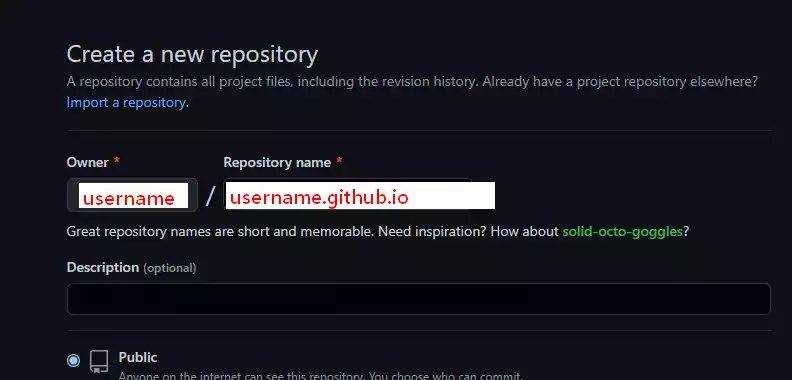 Create a new repository
A repository contains all project files, including the revision history. Already have a project repository elsewhere?
Import a repository.
Owner * Repository name *
username / username.github.io
Great repository names are short and memorable. Need inspiration? How about solid-octo-goggles?
Description (optional)
Public
Anyone on the internet can see this repository. You choose who can commit.